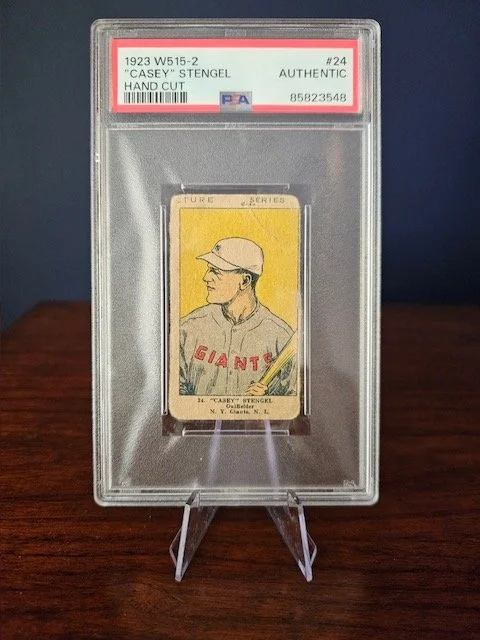 1923 W515-2 #24
"CASEY" STENGEL AUTHENTIC
HAND CUT
PSA 85823548
TURE SERIES
GIANTS
24. "CASEY" STENGEL
Outfielder
N. Y. Giants, N. L.